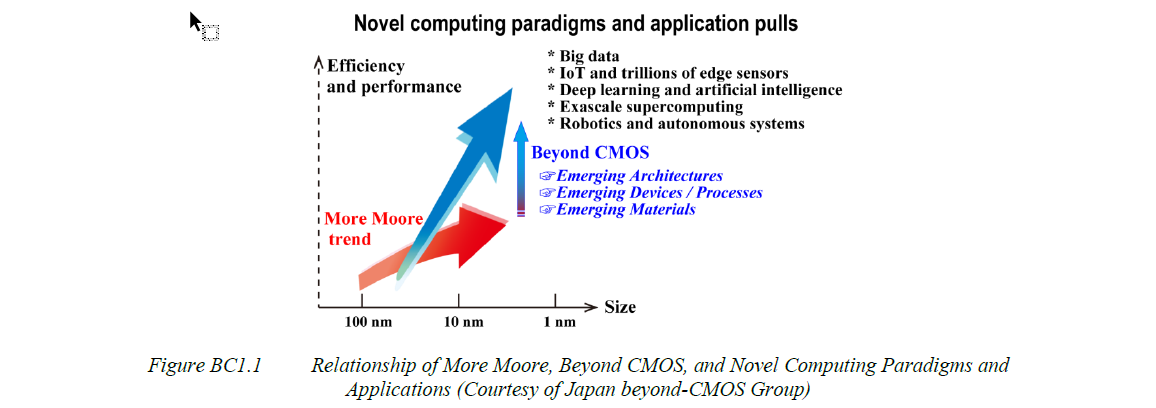 Novel computing paradigms and application pulls
Efficiency
and performance
* Big data
* IoT and trillions of edge sensors
* Deep learning and artificial intelligence
* Exascale supercomputing
* Robotics and autonomous systems
Beyond CMOS
☞Emerging Architectures
☞Emerging Devices / Processes
☞Emerging Materials
More Moore
trend
100 nm
10 nm
1 nm
Size
Figure BC1.1 Relationship of More Moore, Beyond CMOS, and Novel Computing Paradigms and
Applications (Courtesy of Japan beyond-CMOS Group)